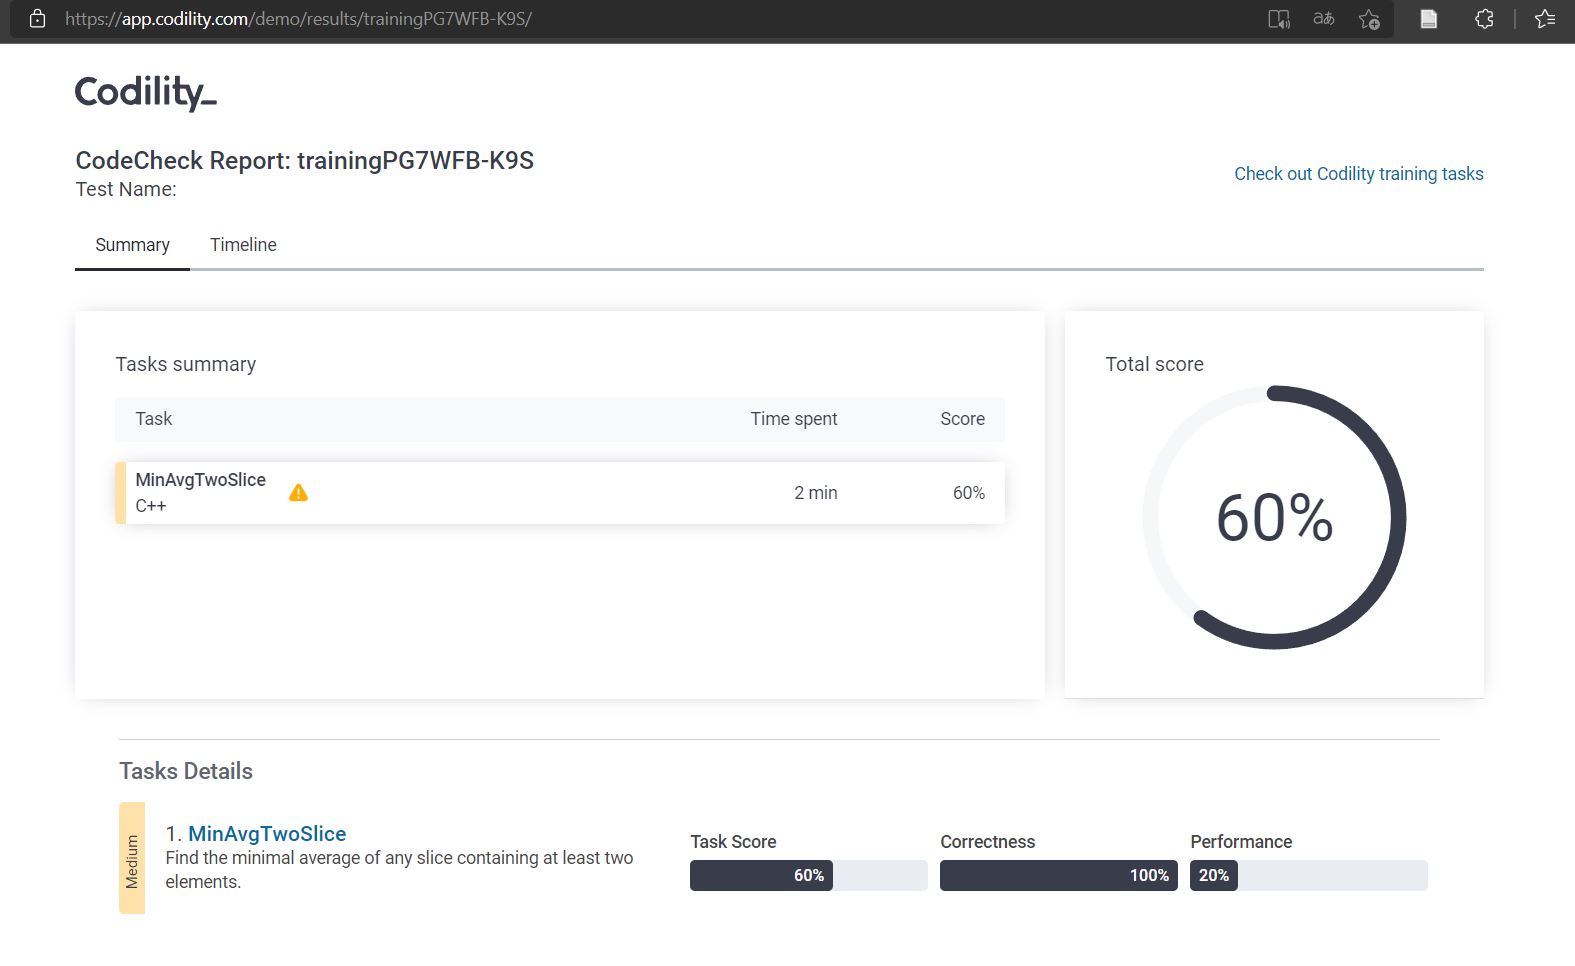 https://app.codility.com/demo/results/trainingPG7WFB-K9S/
aあ
Codility_
CodeCheck Report: trainingPG7WFB-K9S
Test Name:
Check out Codility training tasks
Summary
Timeline
Tasks summary
Task
Time spent
Score
MinAvgTwoSlice
C++
2 min
60%
Total score
60%
Tasks Details
Medium
1. MinAvgTwoSlice
Find the minimal average of any slice containing at least two
elements.
Task Score
60%
Correctness
100%
Performance
20%